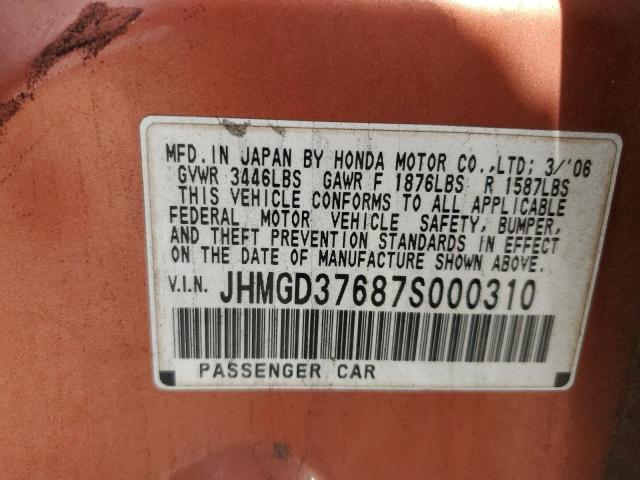 MFD. IN JAPAN BY HONDA MOTOR CO.,LTD; 3/'06
GVWR 3446LBS GAWR F 1876LBS R 1587LBS
THIS VEHICLE CONFORMS TO ALL APPLICABLE
FEDERAL MOTOR VEHICLE SAFETY, BUMPER,
AND THEFT PREVENTION STANDARDS IN EFFECT
ON THE DATE OF MANUFACTURE SHOWN ABOVE.
V.I.N. JHMGD37687S000310
PASSENGER CAR